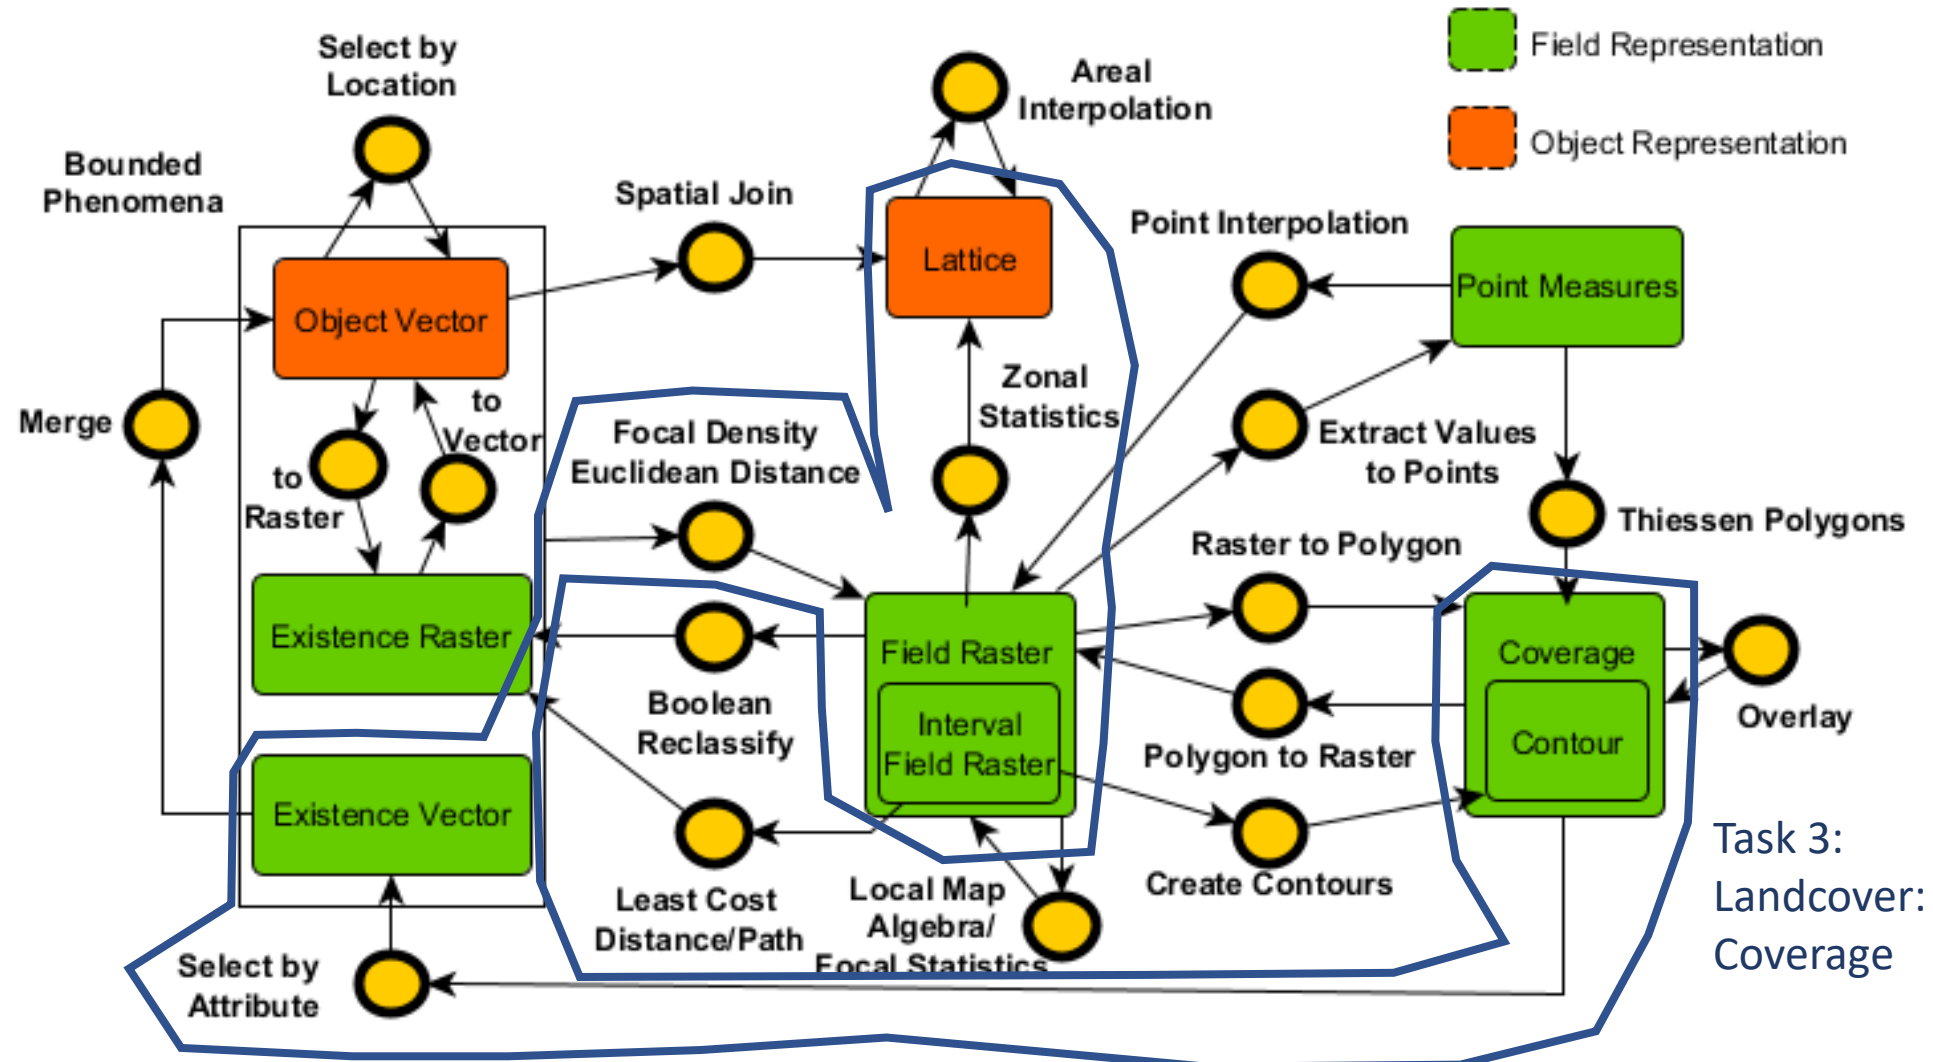 Select by
Location
Areal
Interpolation
Field Representation
Object Representation
Bounded
Phenomena
Spatial Join
Lattice
Point Interpolation
Point Measures
Object Vector
Merge
to
Vector
to
Raster
Focal Density
Euclidean Distance
Zonal
Statistics
Extract Values
to Points
Thiessen Polygons
Raster to Polygon
Existence Raster
Boolean
Reclassify
Field Raster
Interval
Field Raster
Polygon to Raster
Coverage
Contour
Overlay
Existence Vector
Least Cost
Distance/Path
Local Map
Algebra/
Focal Statistics
Create Contours
Select by
Attribute
Task 3:
Landcover:
Coverage